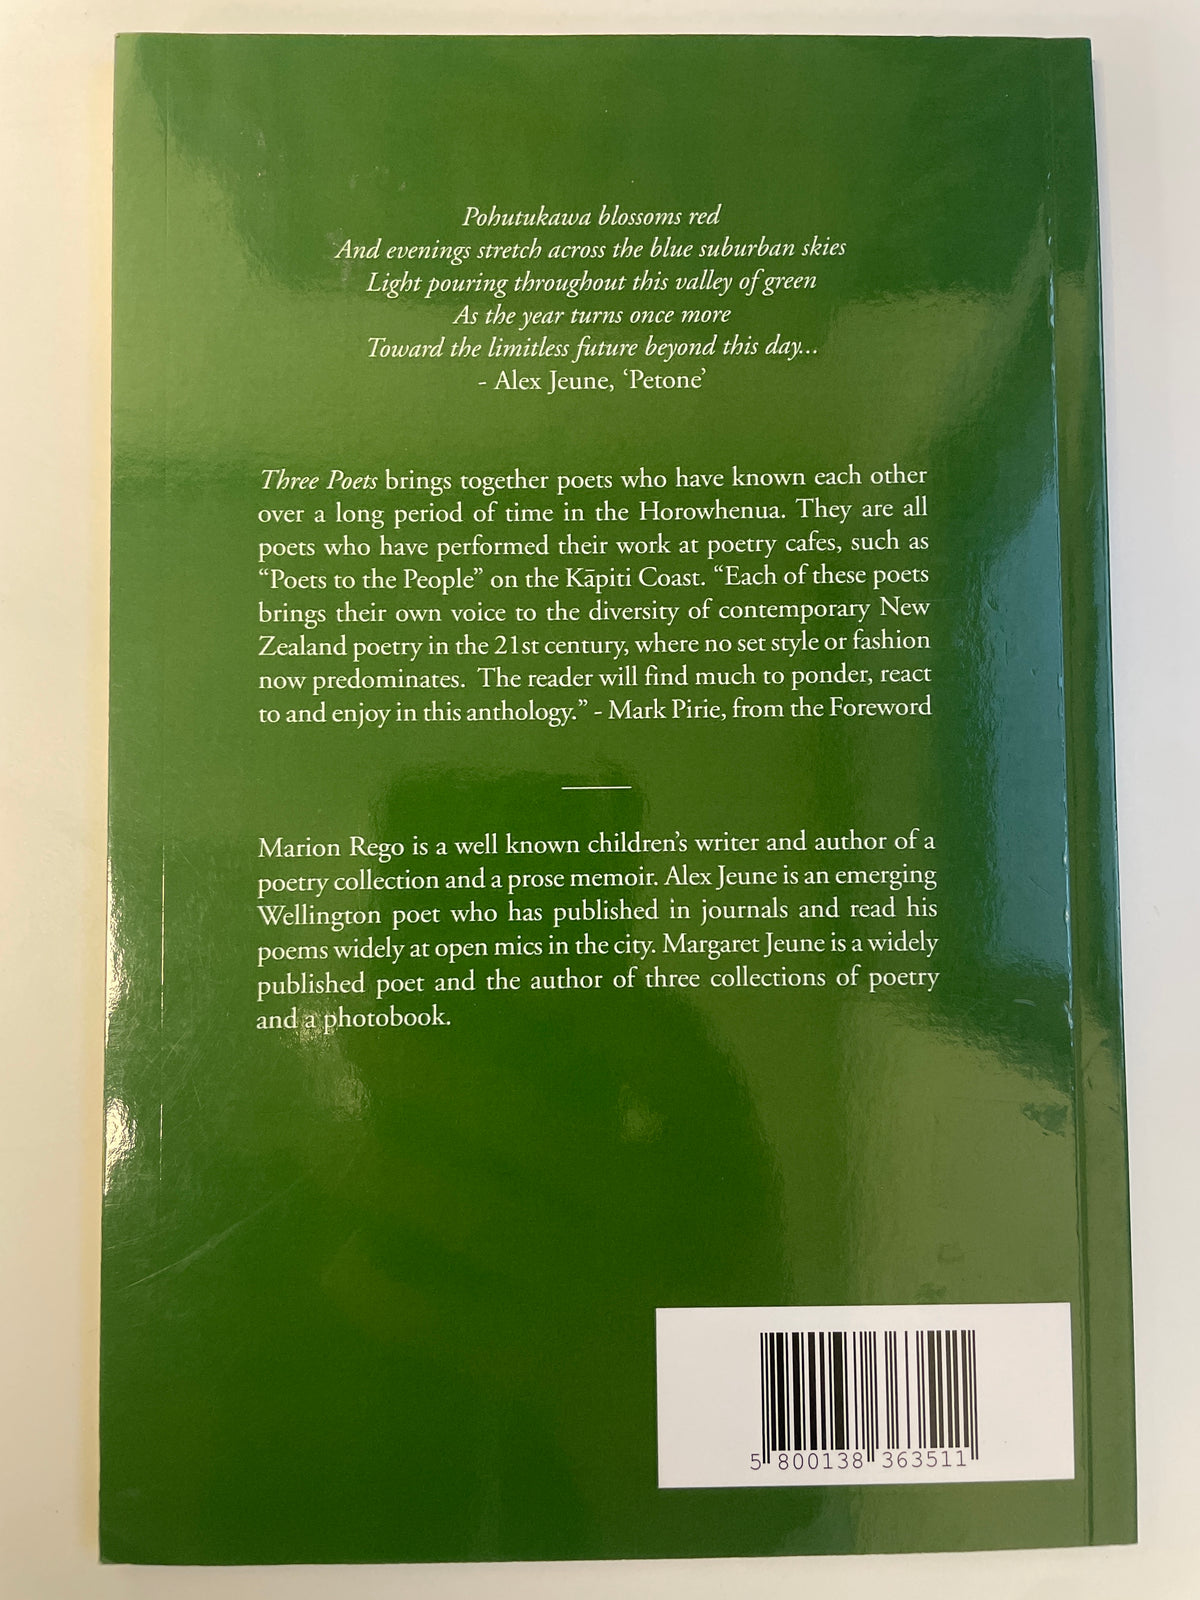 Pohutukawa blossoms red
And evenings stretch across the blue suburban skies
Light pouring throughout this valley of green
As the year turns once more
Toward the limitless future beyond this day...
- Alex Jeune, ‘Petone’
Three Poets brings together poets who have known each other
over a long period of time in the Horowhenua. They are all
poets who have performed their work at poetry cafes, such as
“Poets to the People” on the Kāpiti Coast. “Each of these poets
brings their own voice to the diversity of contemporary New
Zealand poetry in the 21st century, where no set style or fashion
now predominates.  The reader will find much to ponder, react
to and enjoy in this anthology.” - Mark Pirie, from the Foreword
Marion Rego is a well known children’s writer and author of a
poetry collection and a prose memoir. Alex Jeune is an emerging
Wellington poet who has published in journals and read his
poems widely at open mics in the city. Margaret Jeune is a widely
published poet and the author of three collections of poetry
and a photobook.
5 800138 363511